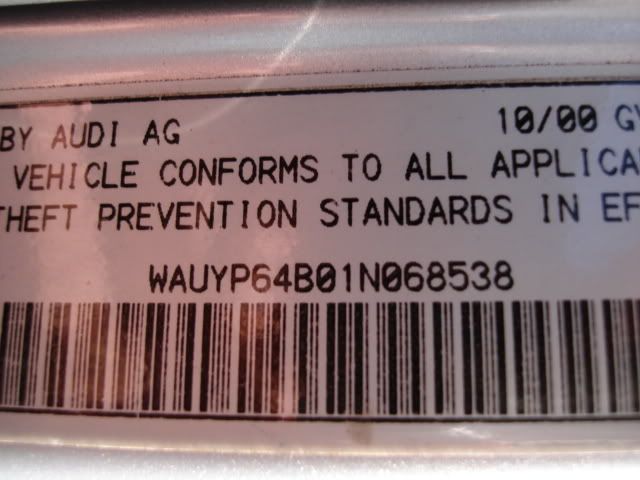 BY AUDI AG 10/00
VEHICLE CONFORMS TO ALL
THEFT PREVENTION STANDARDS IN
WAUYP64B01N068538